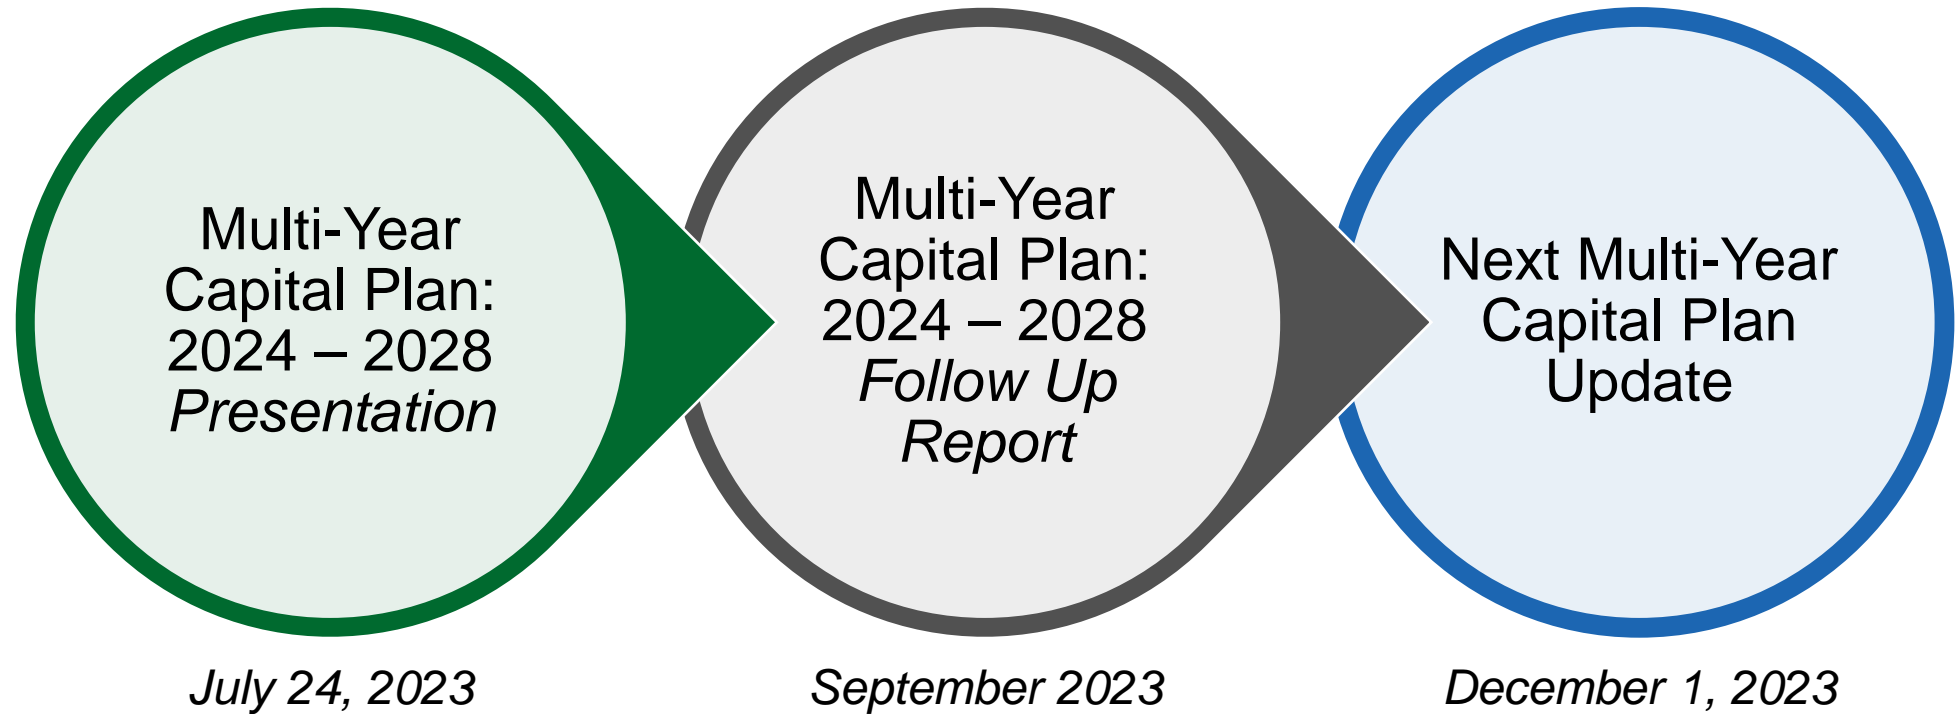 Multi-Year
Capital Plan:
2024 – 2028
Presentation
Multi-Year
Capital Plan:
2024 – 2028
Follow Up
Report
Next Multi-Year
Capital Plan
Update
July 24, 2023
September 2023
December 1, 2023